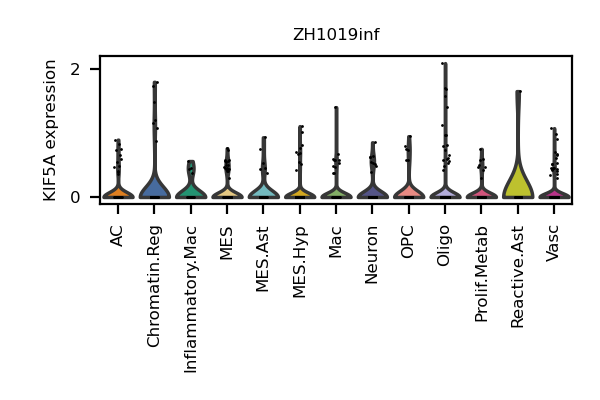 ZH1019inf
KIF5A expression
2
0
AC
Chromatin.Reg
Inflammatory.Mac
MES
MES.Ast
MES.Hyp
Mac
Neuron
OPC
Oligo
Prolif.Metab
Reactive.Ast
Vasc